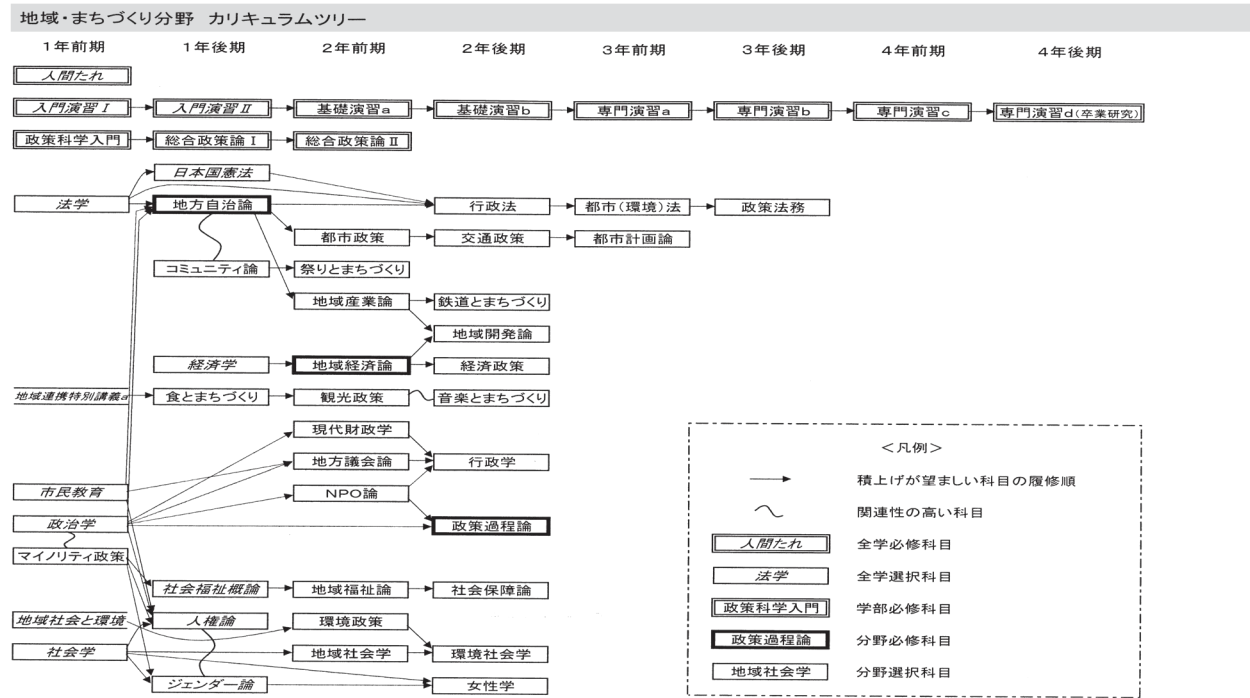 地域・まちづくり分野 カリキュラムツリー
1年前期 1年後期 2年前期 2年後期 3年前期 3年後期 4年前期 4年後期
人間たれ
入門演習Ⅰ 入門演習Ⅱ 基礎演習a 基礎演習b 専門演習a 専門演習b 専門演習c 専門演習d(卒業研究)
政策科学入門 総合政策論Ⅰ 総合政策論Ⅱ
日本国憲法
法学 地方自治論 行政法 都市(環境)法 政策法務
都市政策 交通政策 都市計画論
コミュニティ論 祭りとまちづくり
地域産業論 鉄道とまちづくり
地域開発論
経済学 地域経済論 経済政策
地域連携特別講義a 食とまちづくり 観光政策 音楽とまちづくり
現代財政学
地方議会論 行政学
市民教育 NPO論
政治学 政策過程論
マイノリティ政策
社会福祉概論 地域福祉論 社会保障論
地域社会と環境 人権論 環境政策
社会学 地域社会学 環境社会学
ジェンダー論 女性学
<凡例>
積上げが望ましい科目の履修順
関連性の高い科目
人間たれ 全学必修科目
法学 全学選択科目
政策科学入門 学部必修科目
政策過程論 分野必修科目
地域社会学 分野選択科目